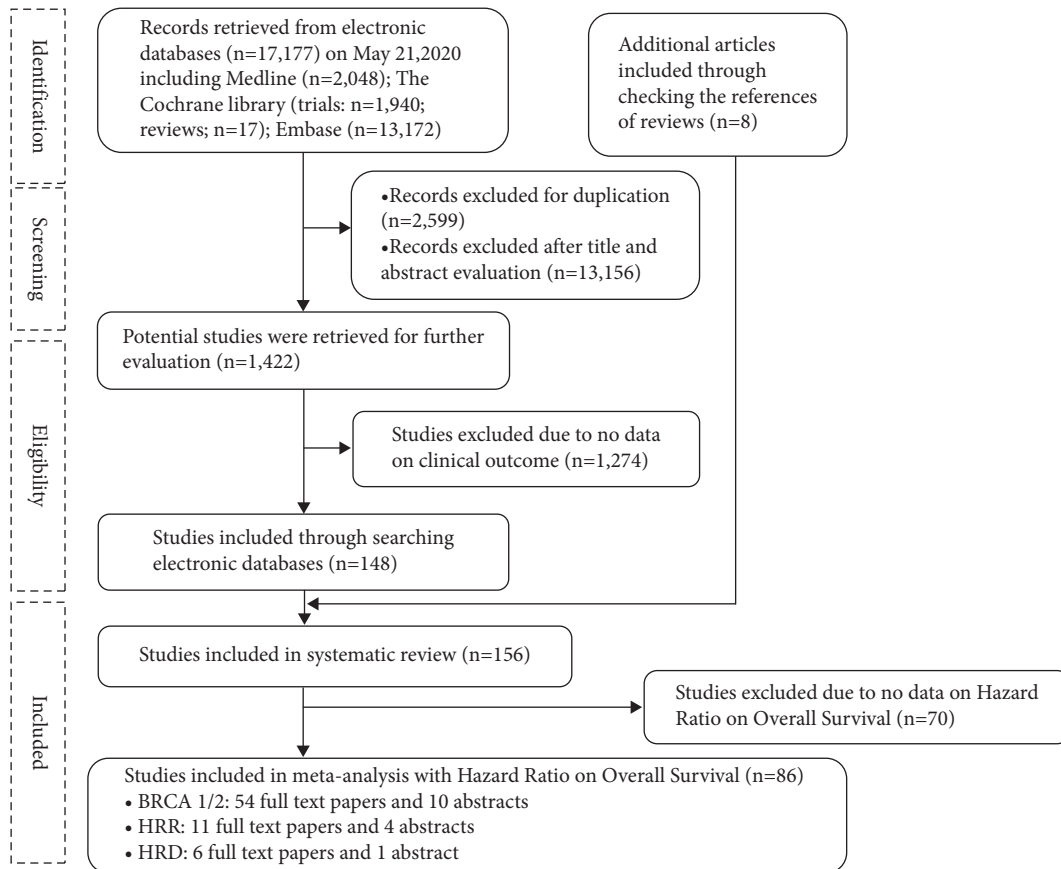 Identification
Records retrieved from electronic
databases (n=17,177) on May 21,2020
including Medline (n=2,048); The
Cochrane library (trials: n=1,940;
reviews; n=17); Embase (n=13,172)
Additional articles
included through
checking the references
of reviews (n=8)
Screening
•Records excluded for duplication
(n=2,599)
•Records excluded after title and
abstract evaluation (n=13,156)
Eligibility
Potential studies were retrieved for further
evaluation (n=1,422)
Studies excluded due to no data
on clinical outcome (n=1,274)
Studies included through searching
electronic databases (n=148)
Included
Studies included in systematic review (n=156)
Studies excluded due to no data on Hazard
Ratio on Overall Survival (n=70)
Studies included in meta-analysis with Hazard Ratio on Overall Survival (n=86)
• BRCA 1/2: 54 full text papers and 10 abstracts
• HRR: 11 full text papers and 4 abstracts
• HRD: 6 full text papers and 1 abstract